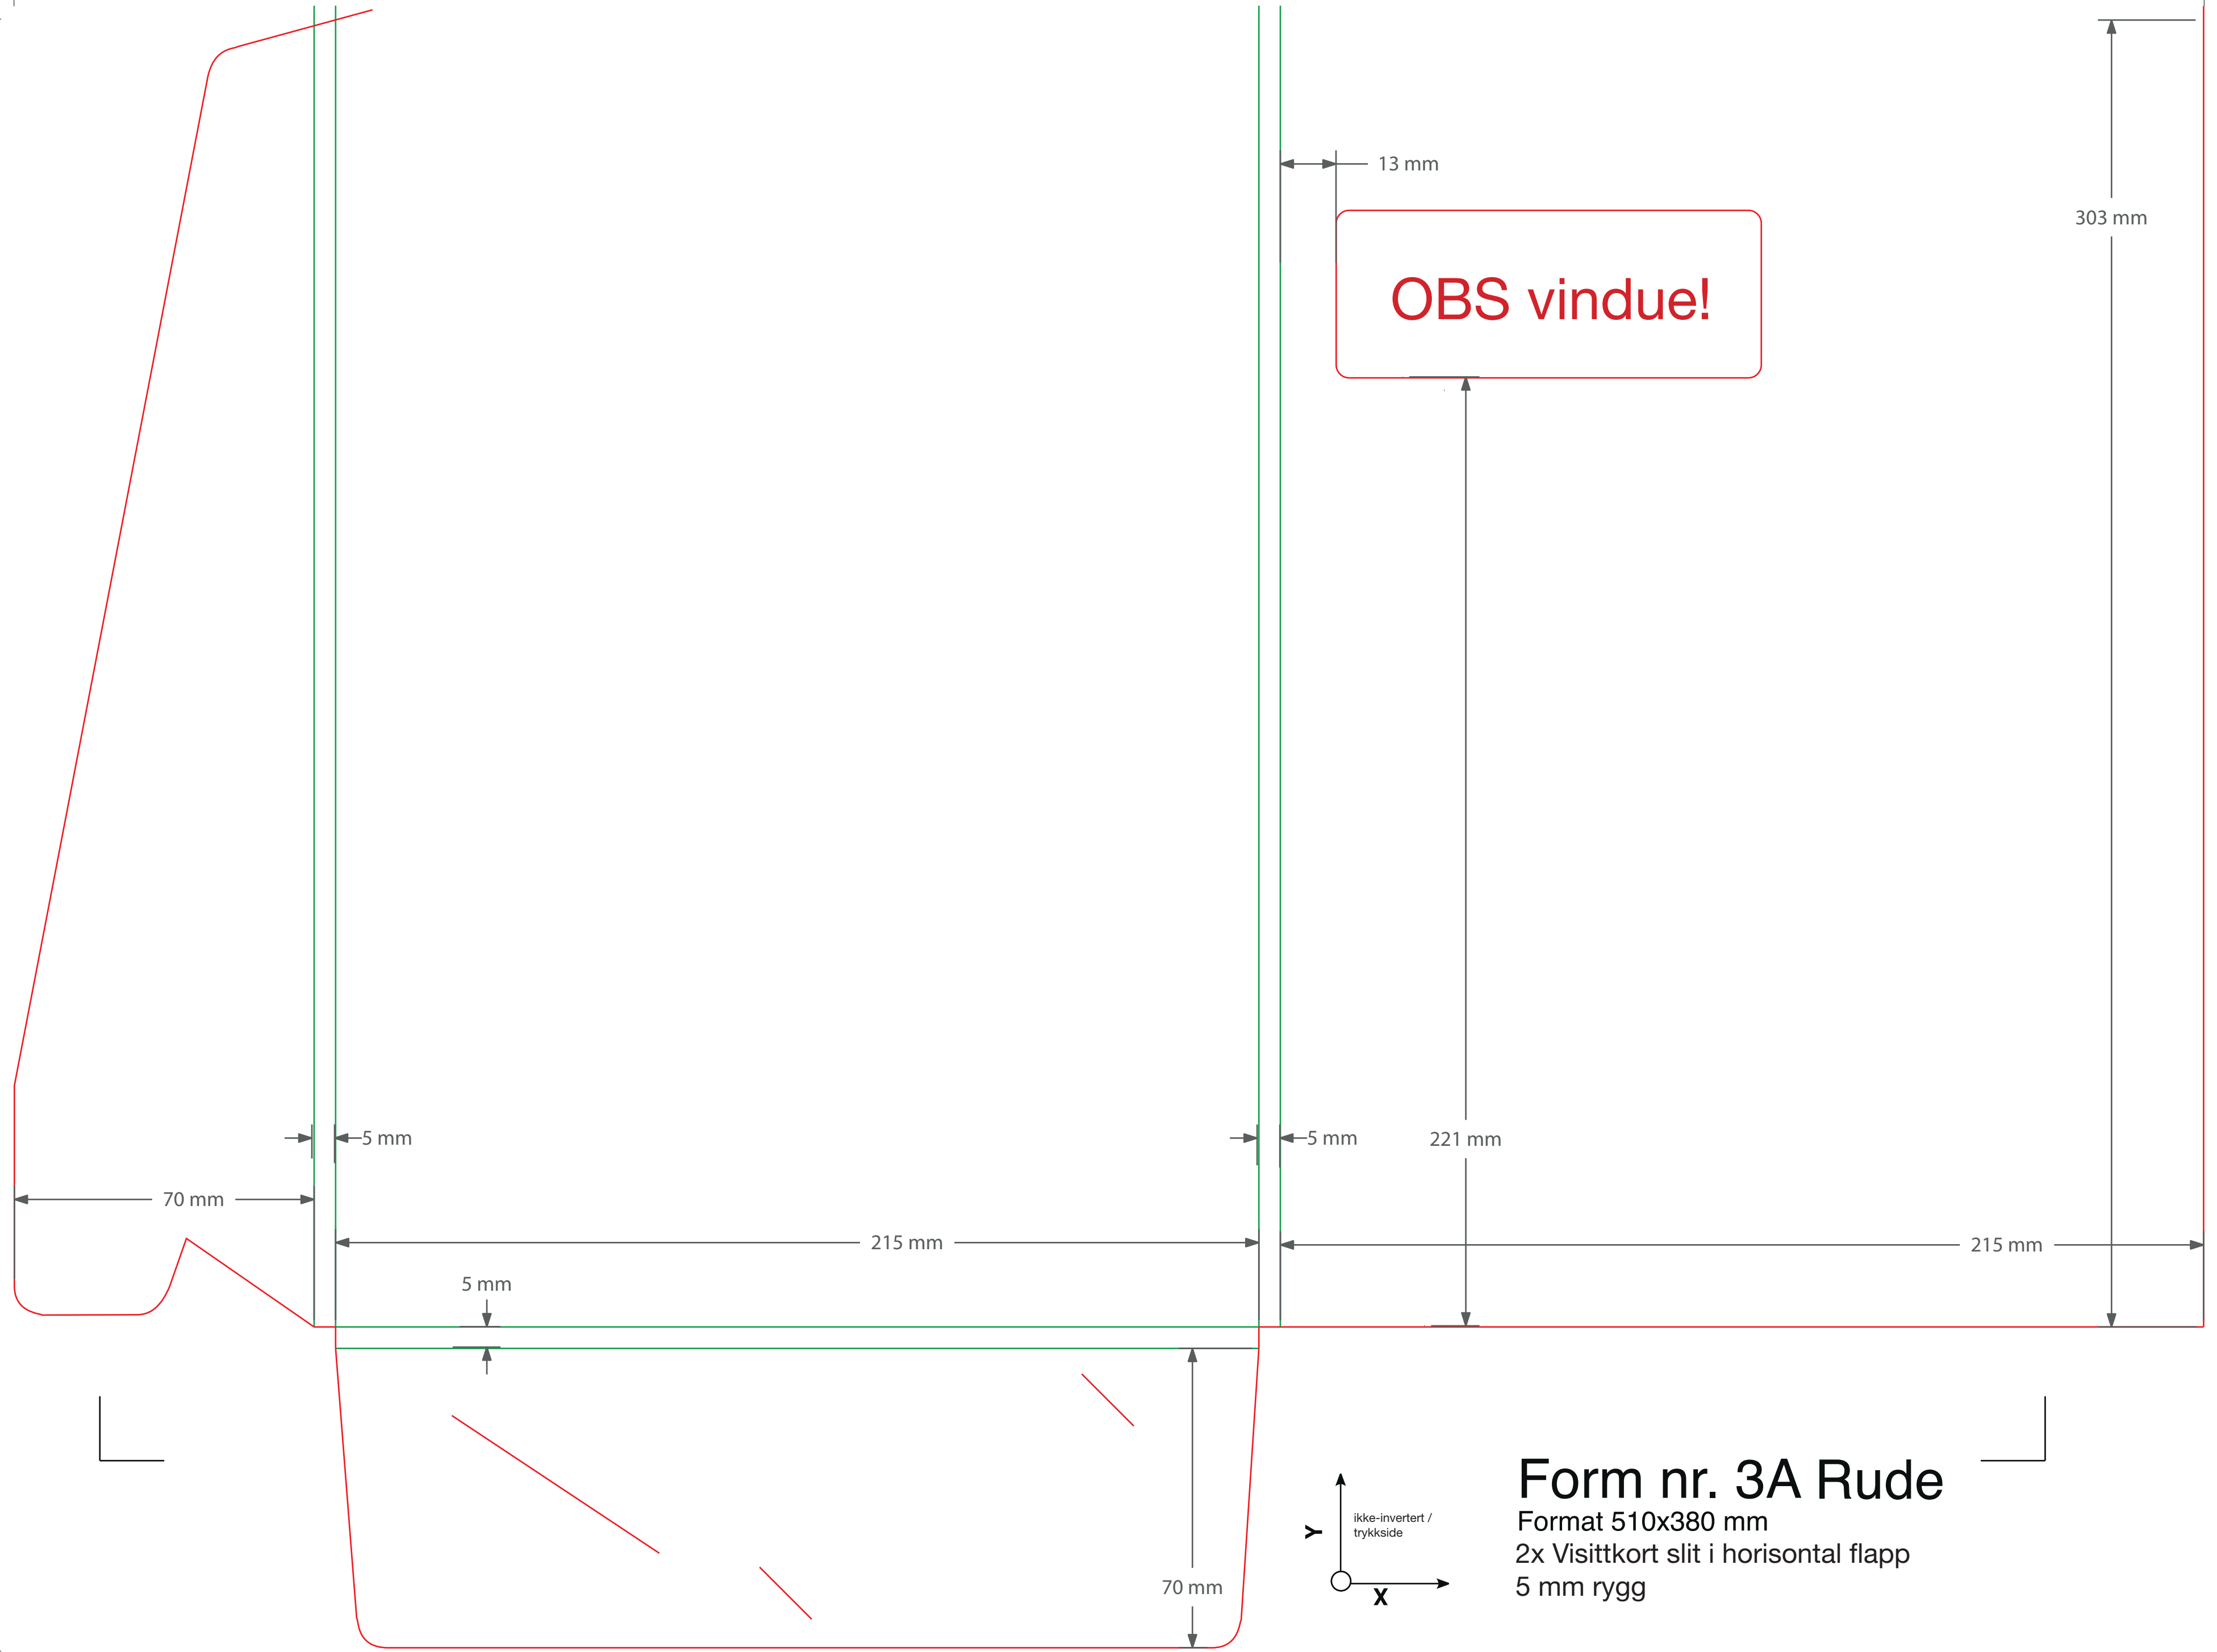 13 mm
303 mm
OBS vindue!
5 mm
5 mm
221 mm
70 mm
215 mm
215 mm
5 mm
70 mm
Y
ikke-invertert /
trykkside
X
Form nr. 3A Rude
Format 510x380 mm
2x Visittkort slit i horisontal flapp
5 mm rygg